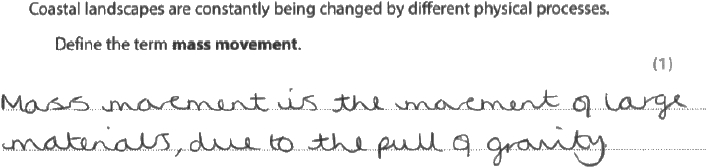 Coastal landscapes are constantly being changed by different physical processes.
Define the term mass movement.
(1)
Mass movement is the movement of large
materials, due to the pull of gravity